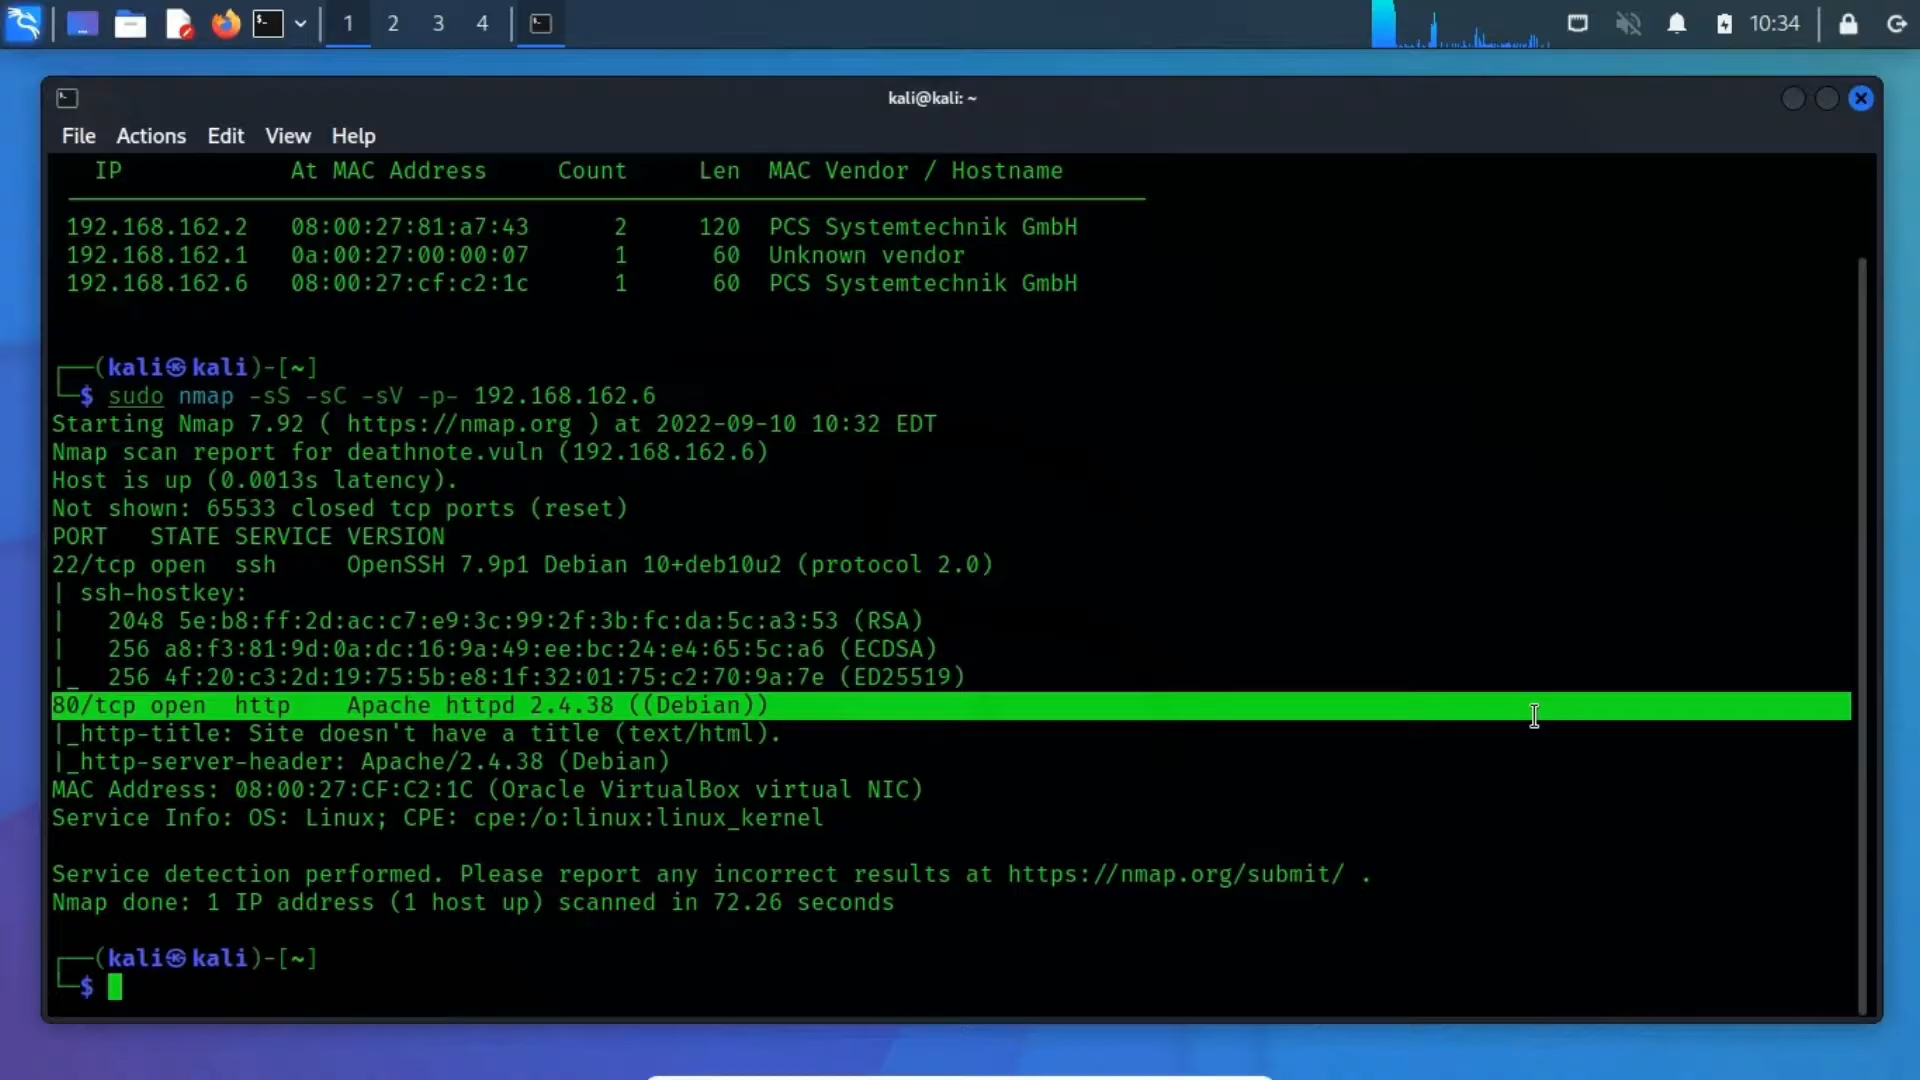 1 2 3 4 10:34
kali@kali: ~
File Actions Edit View Help
IP At MAC Address Count Len MAC Vendor / Hostname
192.168.162.2 08:00:27:81:a7:43 2 120 PCS Systemtechnik GmbH
192.168.162.1 0a:00:27:00:00:07 1 60 Unknown vendor
192.168.162.6 08:00:27:cf:c2:1c 1 60 PCS Systemtechnik GmbH
┌──(kali㉿kali)-[~]
└─$ sudo nmap -sS -sC -sV -p- 192.168.162.6
Starting Nmap 7.92 ( https://nmap.org ) at 2022-09-10 10:32 EDT
Nmap scan report for deathnote.vuln (192.168.162.6)
Host is up (0.0013s latency).
Not shown: 65533 closed tcp ports (reset)
PORT STATE SERVICE VERSION
22/tcp open ssh OpenSSH 7.9p1 Debian 10+deb10u2 (protocol 2.0)
| ssh-hostkey:
| 2048 5e:b8:ff:2d:ac:c7:e9:3c:99:2f:3b:fc:da:5c:a3:53 (RSA)
| 256 a8:f3:81:9d:0a:dc:16:9a:49:ee:bc:24:e4:65:5c:a6 (ECDSA)
|_ 256 4f:20:c3:2d:19:75:5b:e8:1f:32:01:75:c2:70:9a:7e (ED25519)
80/tcp open http Apache httpd 2.4.38 ((Debian))
|_http-title: Site doesn't have a title (text/html).
|_http-server-header: Apache/2.4.38 (Debian)
MAC Address: 08:00:27:CF:C2:1C (Oracle VirtualBox virtual NIC)
Service Info: OS: Linux; CPE: cpe:/o:linux:linux_kernel
Service detection performed. Please report any incorrect results at https://nmap.org/submit/ .
Nmap done: 1 IP address (1 host up) scanned in 72.26 seconds
┌──(kali㉿kali)-[~]
└─$